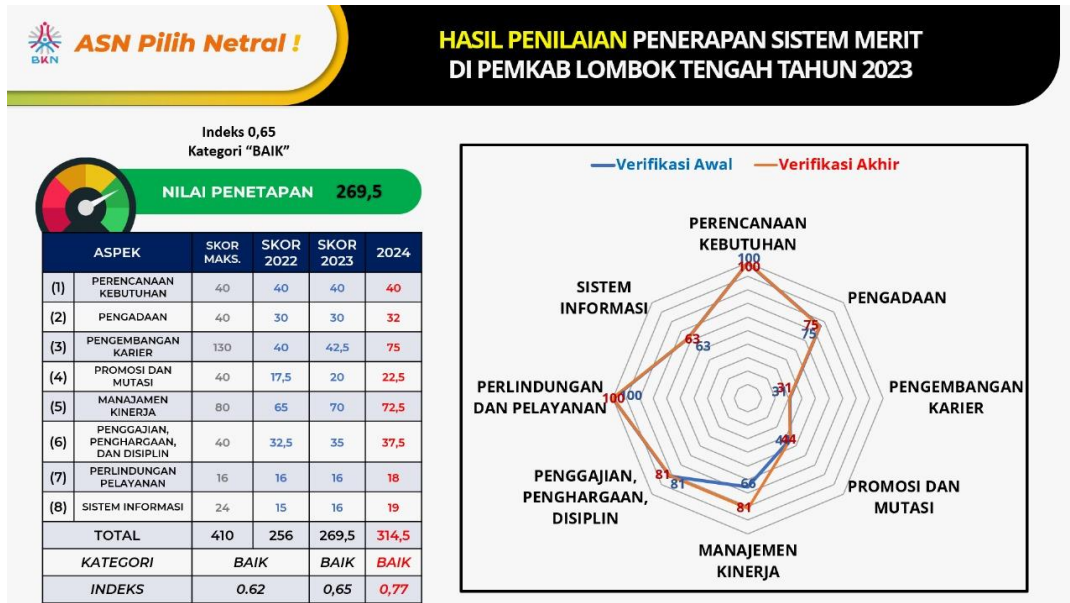 BKN
ASN Pilih Netral !
HASIL PENILAIAN PENERAPAN SISTEM MERIT
DI PEMKAB LOMBOK TENGAH TAHUN 2023
Indeks 0,65
Kategori “BAIK”
NILAI PENETAPAN 269,5
ASPEK SKOR MAKS. SKOR 2022 SKOR 2023 2024
(1) PERENCANAAN KEBUTUHAN 40 40 40 40
(2) PENGADAAN 40 30 30 32
(3) PENGEMBANGAN KARIER 130 40 42,5 75
(4) PROMOSI DAN MUTASI 40 17,5 20 22,5
(5) MANAJEMEN KINERJA 80 65 70 72,5
(6) PENGGAJIAN, PENGHARGAAN, DAN DISIPLIN 40 32,5 35 37,5
(7) PERLINDUNGAN PELAYANAN 16 16 16 18
(8) SISTEM INFORMASI 24 15 16 19
TOTAL 410 256 269,5 314,5
KATEGORI BAIK BAIK BAIK
INDEKS 0.62 0,65 0,77
Verifikasi Awal Verifikasi Akhir
PERENCANAAN
KEBUTUHAN
100
100
SISTEM
INFORMASI
PENGADAAN
75
75
63
63
PERLINDUNGAN
DAN PELAYANAN
100
100
31
31
PENGEMBANGAN
KARIER
44
PENGGAJIAN,
PENGHARGAAN,
DISIPLIN
81
81
66
81
PROMOSI DAN
MUTASI
MANAJEMEN
KINERJA